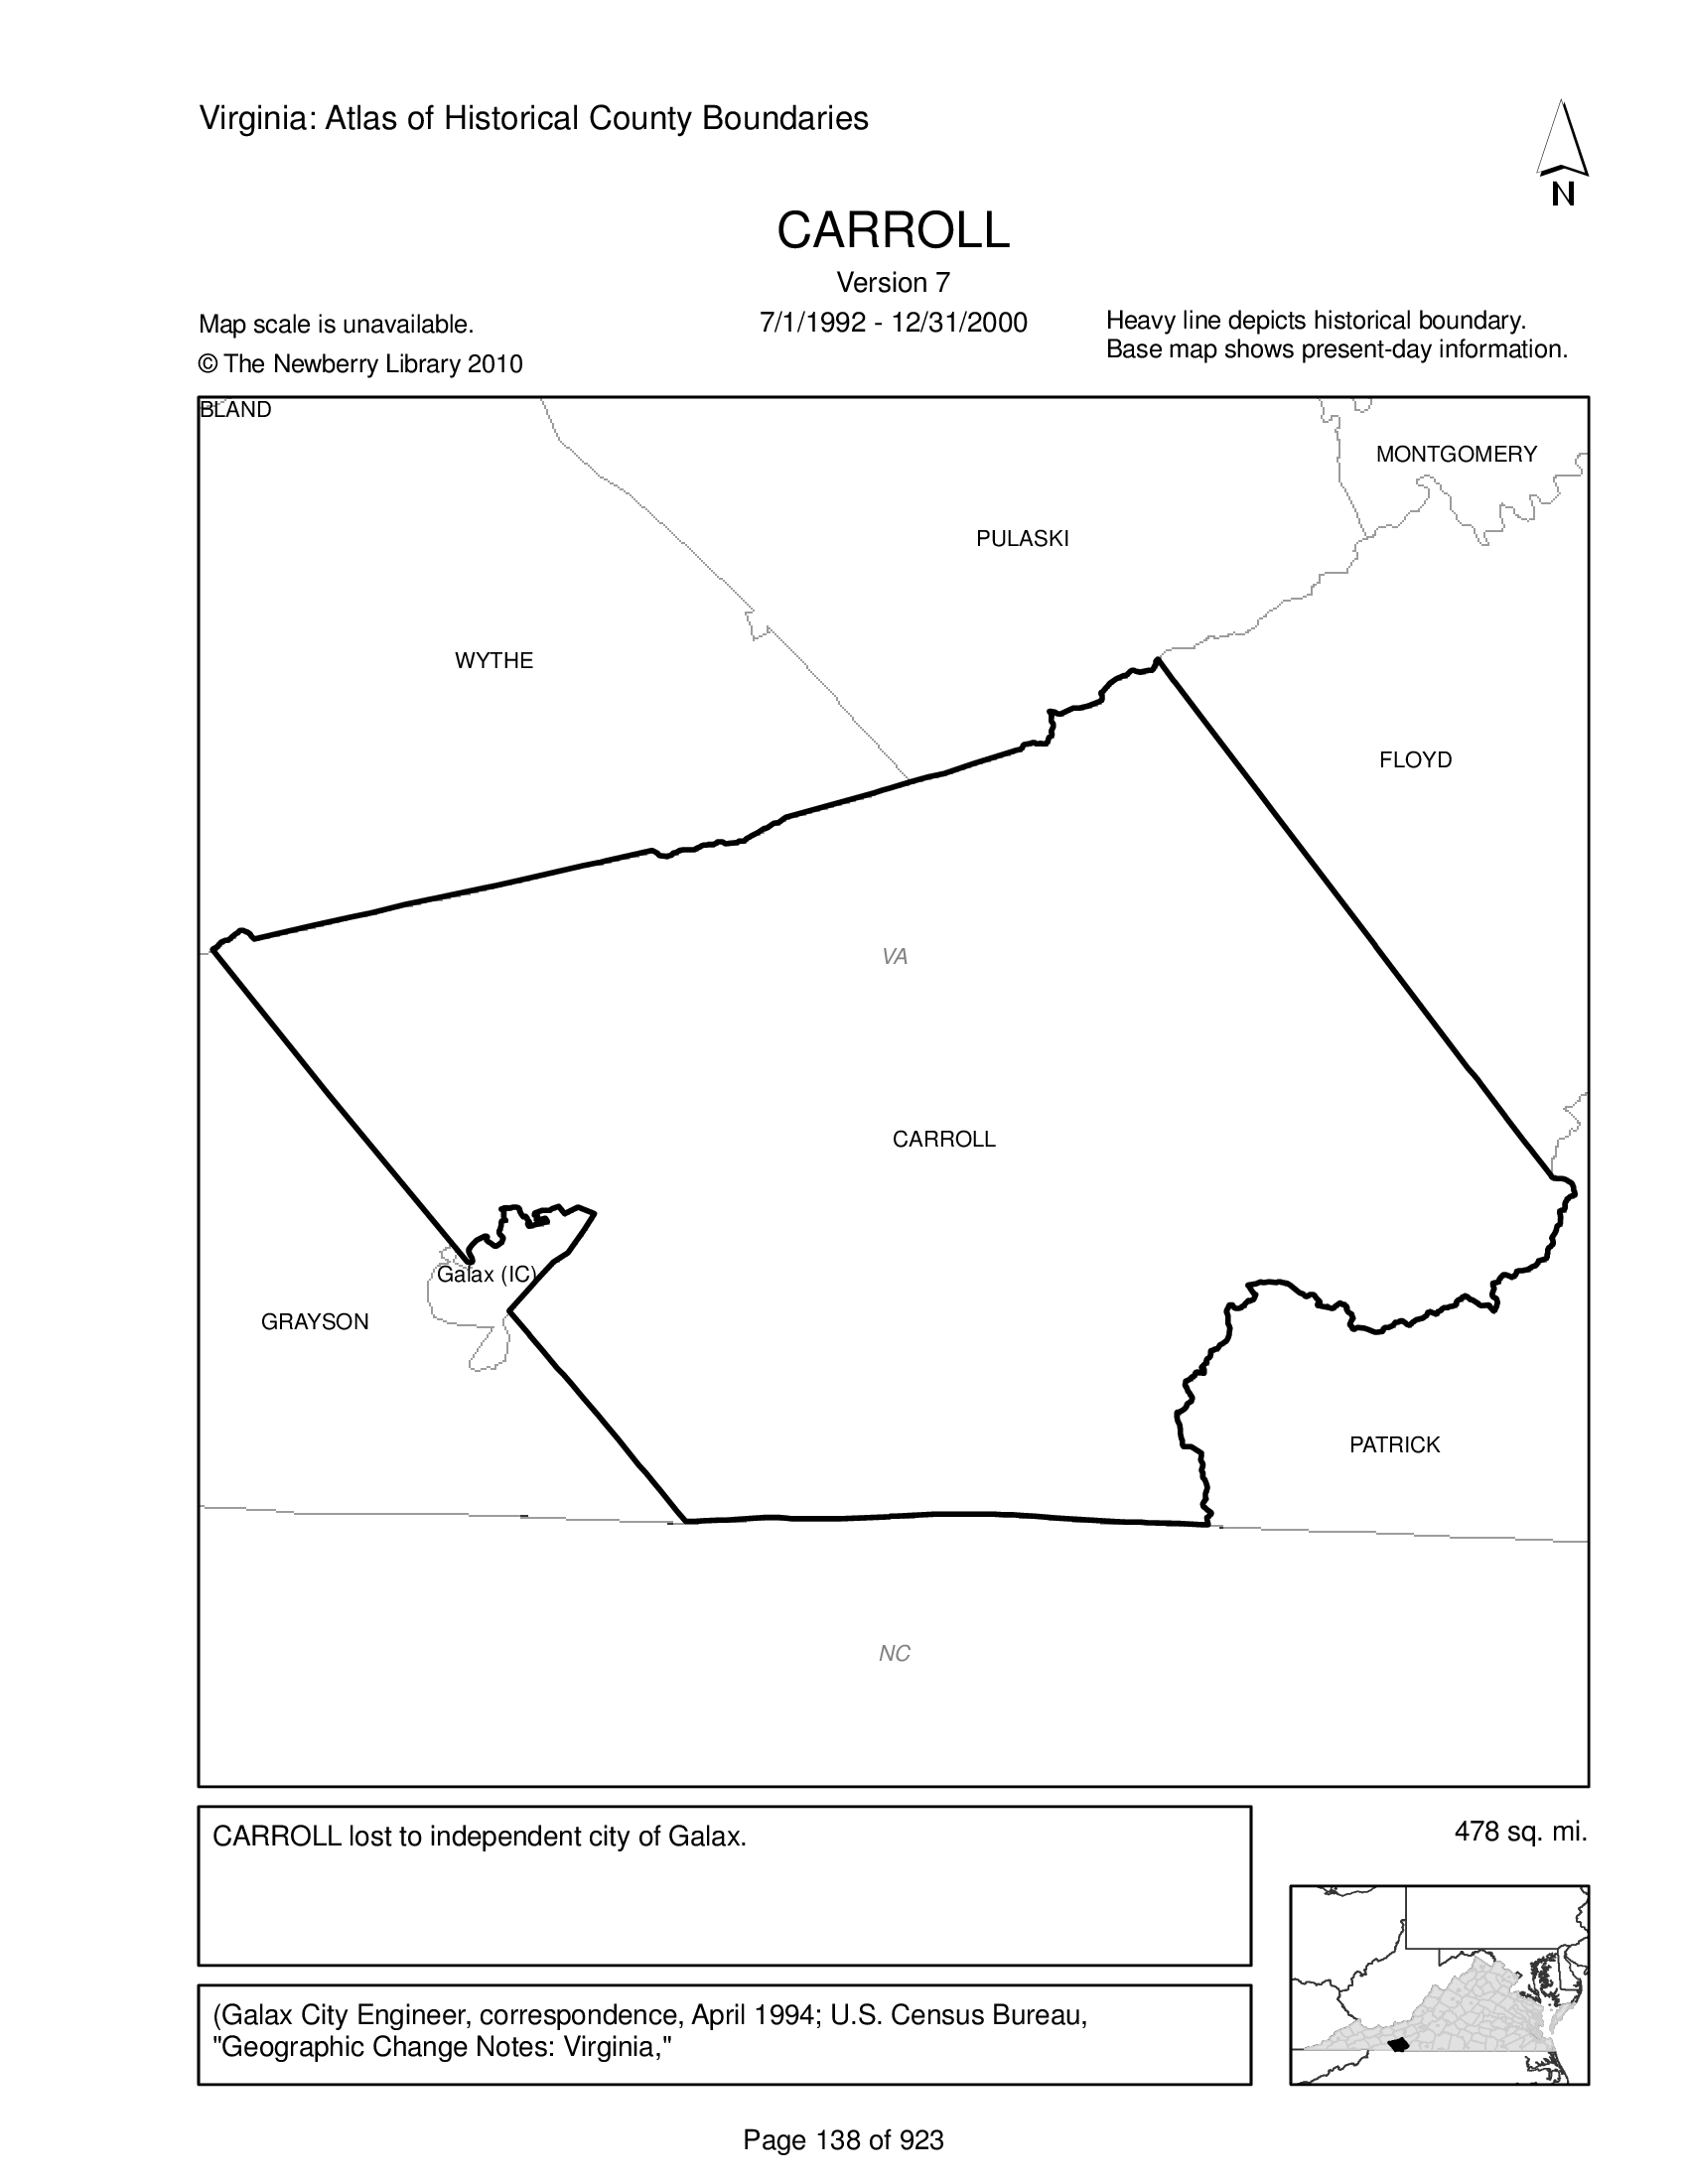 Virginia: Atlas of Historical County Boundaries
N
CARROLL
Version 7
7/1/1992 - 12/31/2000
Map scale is unavailable.
© The Newberry Library 2010
Heavy line depicts historical boundary.
Base map shows present-day information.
BLAND
MONTGOMERY
PULASKI
WYTHE
FLOYD
VA
CARROLL
Galax (IC)
GRAYSON
PATRICK
NC
CARROLL lost to independent city of Galax.
478 sq. mi.
(Galax City Engineer, correspondence, April 1994; U.S. Census Bureau,
"Geographic Change Notes: Virginia,"
Page 138 of 923